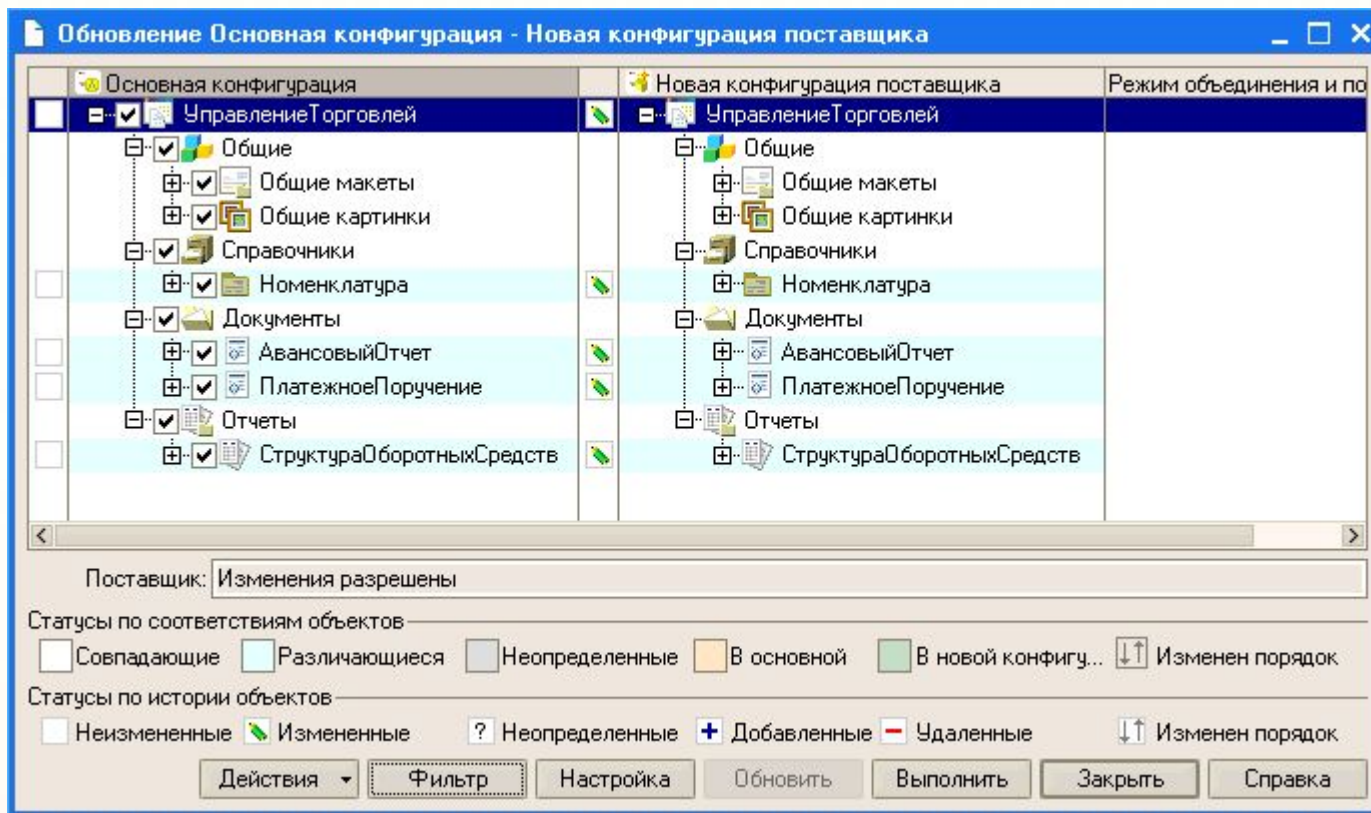 Обновление Основная конфигурация - Новая конфигурация поставщика
Основная конфигурация Новая конфигурация поставщика Режим объединения и по
УправлениеТорговлей УправлениеТорговлей
Общие Общие
Общие макеты Общие макеты
Общие картинки Общие картинки
Справочники Справочники
Номенклатура Номенклатура
Документы Документы
АвансовыйОтчет АвансовыйОтчет
ПлатежноеПоручение ПлатежноеПоручение
Отчеты Отчеты
СтруктураОборотныхСредств СтруктураОборотныхСредств
Поставщик: Изменения разрешены
Статусы по соответствиям объектов
Совпадающие Различающиеся Неопределенные В основной В новой конфигу... Изменен порядок
Статусы по истории объектов
Неизмененные Измененные ? Неопределенные + Добавленные − Удаленные Изменен порядок
Действия Фильтр Настройка Обновить Выполнить Закрыть Справка